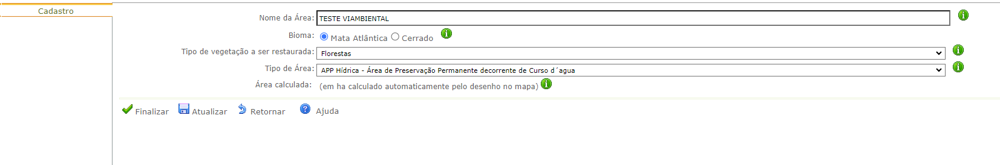 Cadastro
Nome da Área: TESTE VIAMBIENTAL
Bioma: Mata Atlântica Cerrado
Tipo de vegetação a ser restaurada: Florestas
Tipo de Área: APP Hídrica - Área de Preservação Permanente decorrente de Curso d´agua
Área calculada: (em ha calculado automaticamente pelo desenho no mapa)
Finalizar Atualizar Retornar Ajuda